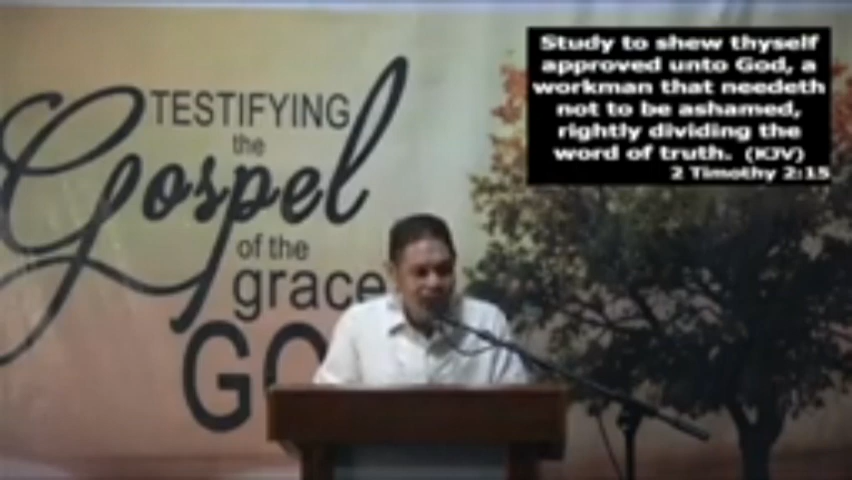 TESTIFYING
the
Gospel
of the
grace
GO
Study to shew thyself
approved unto God, a
workman that needeth
not to be ashamed,
rightly dividing the
word of truth. (KJV)
2 Timothy 2:15